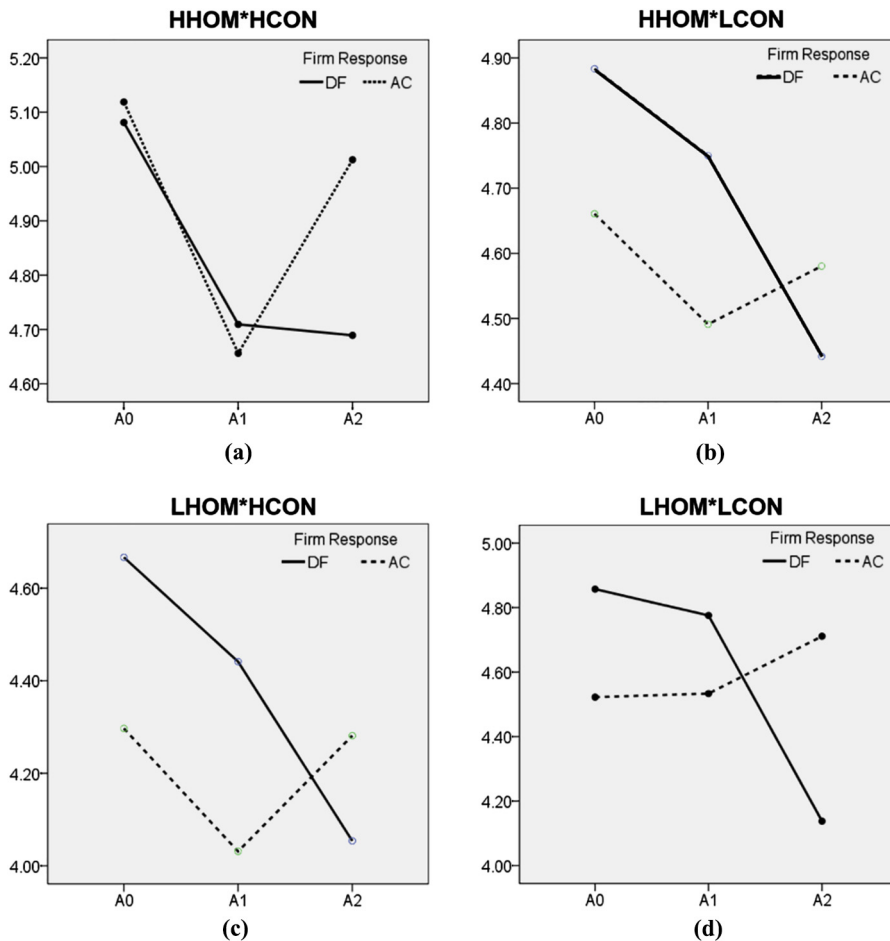 HHOM*HCON
Firm Response
DF AC
5.20
5.10
5.00
4.90
4.80
4.70
4.60
A0 A1 A2
(a)
HHOM*LCON
Firm Response
DF AC
4.90
4.80
4.70
4.60
4.50
4.40
A0 A1 A2
(b)
LHOM*HCON
Firm Response
DF AC
4.60
4.40
4.20
4.00
A0 A1 A2
(c)
LHOM*LCON
Firm Response
DF AC
5.00
4.80
4.60
4.40
4.20
4.00
A0 A1 A2
(d)